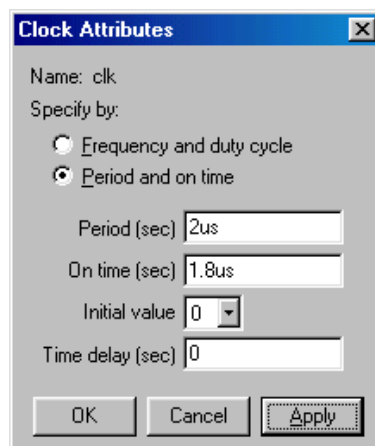 Clock Attributes
Name: clk
Specify by:
Frequency and duty cycle
Period and on time
Period (sec) 2us
On time (sec) 1.8us
Initial value 0
Time delay (sec) 0
OK Cancel Apply